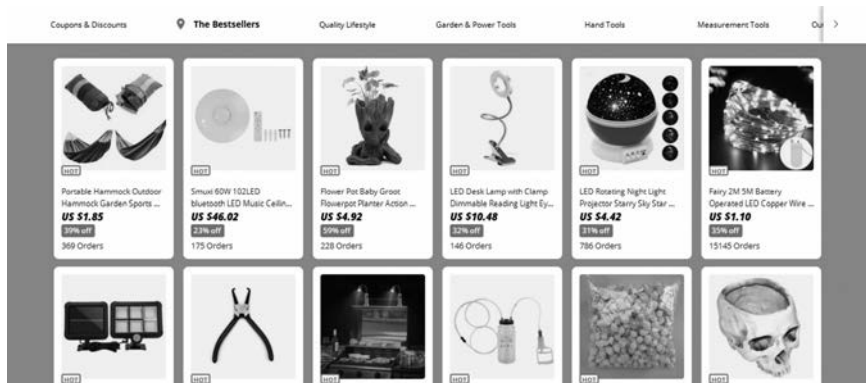 Coupons & Discounts
The Bestsellers
Quality Lifestyle
Garden & Power Tools
Hand Tools
Measurement Tools
HOT
HOT
HOT
HOT
HOT
HOT
Portable Hammock Outdoor
Hammock Garden Sports ...
US $1.85
39% off
369 Orders
Smuxi 60W 102LED
bluetooth LED Music Ceilin...
US $46.02
23% off
175 Orders
Flower Pot Baby Groot
Flowerpot Planter Action ...
US $4.92
59% off
228 Orders
LED Desk Lamp with Clamp
Dimmable Reading Light Ey...
US $10.48
32% off
146 Orders
LED Rotating Night Light
Projector Starry Sky Star ...
US $4.42
31% off
786 Orders
Fairy 2M 5M Battery
Operated LED Copper Wire ...
US $1.10
35% off
15145 Orders
HOT
HOT
HOT
HOT
HOT
HOT